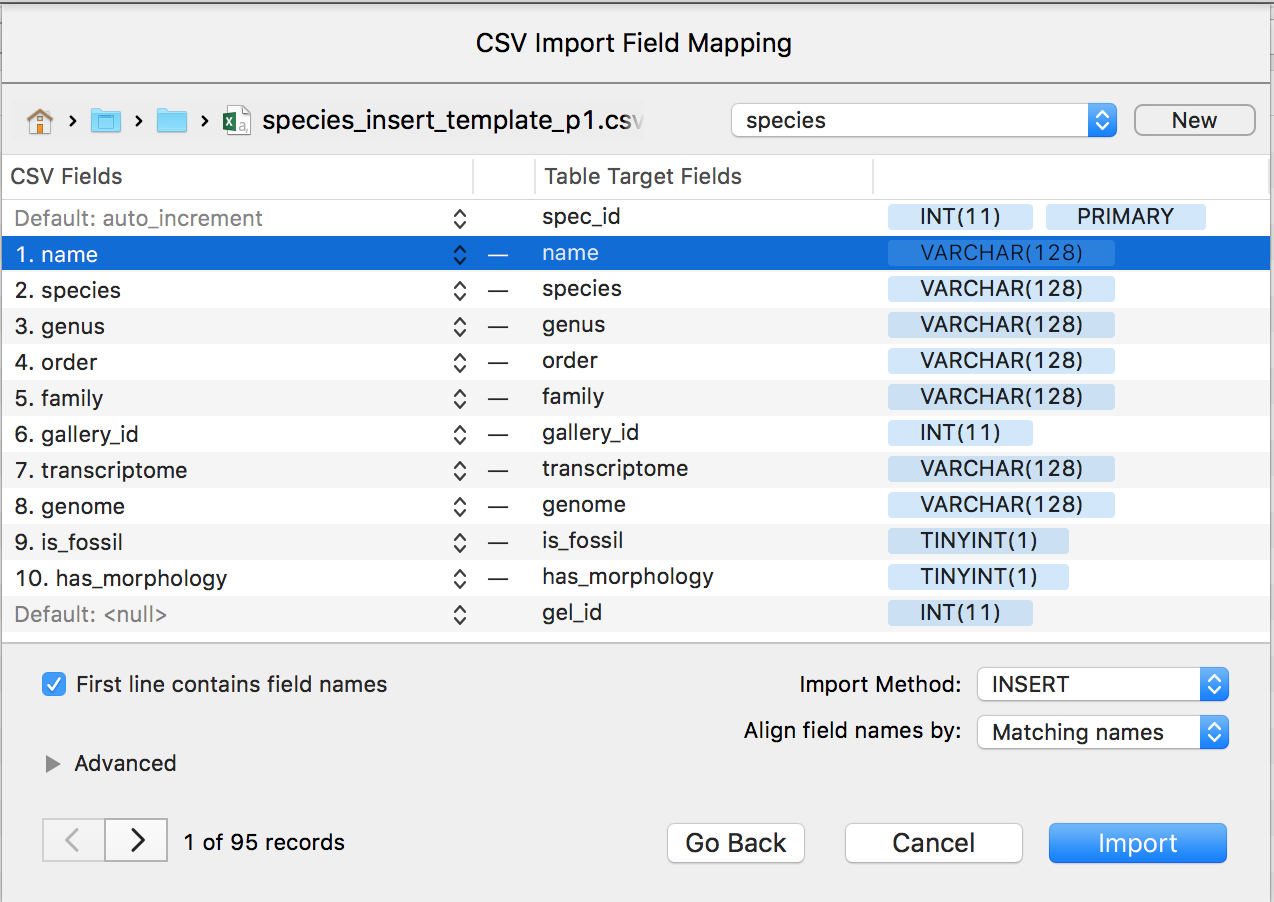 CSV Import Field Mapping
species_insert_template_p1.csv
species
New
CSV Fields
Table Target Fields
Default: auto_increment spec_id INT(11) PRIMARY
1. name — name VARCHAR(128)
2. species — species VARCHAR(128)
3. genus — genus VARCHAR(128)
4. order — order VARCHAR(128)
5. family — family VARCHAR(128)
6. gallery_id — gallery_id INT(11)
7. transcriptome — transcriptome VARCHAR(128)
8. genome — genome VARCHAR(128)
9. is_fossil — is_fossil TINYINT(1)
10. has_morphology — has_morphology TINYINT(1)
Default: <null> gel_id INT(11)
First line contains field names
Import Method: INSERT
Align field names by: Matching names
Advanced
1 of 95 records
Go Back
Cancel
Import